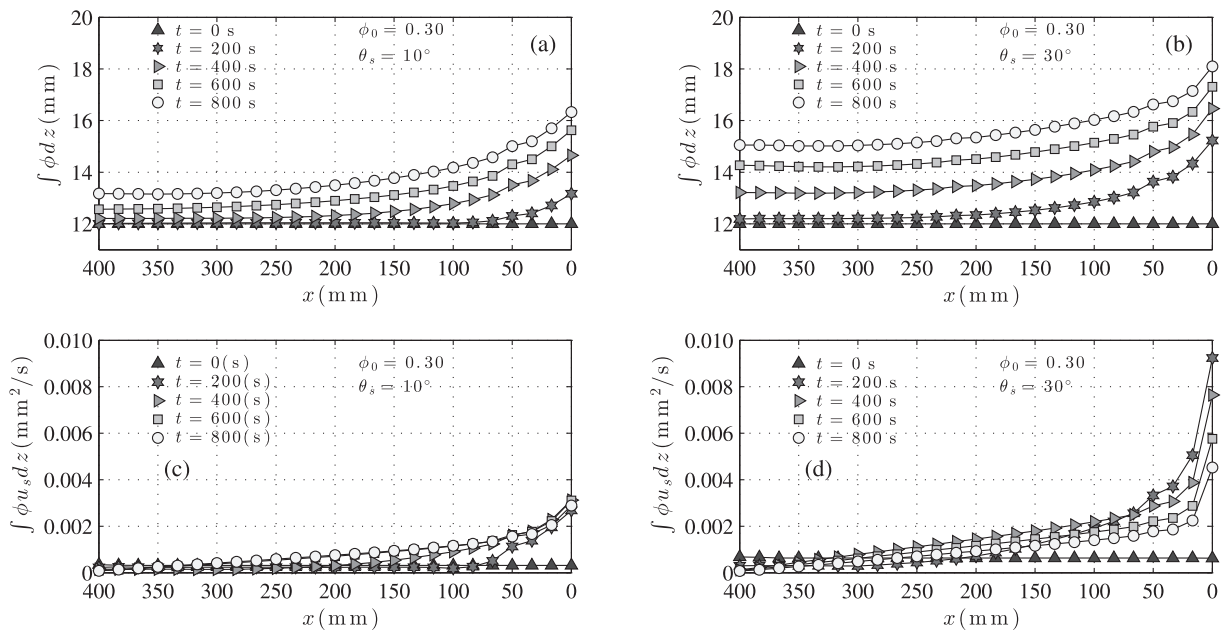 20
18
16
14
12
∫ ϕ dz (mm)
t = 0 s
t = 200 s
t = 400 s
t = 600 s
t = 800 s
ϕ0 = 0.30
θs = 10°
(a)
400 350 300 250 200 150 100 50 0
x (mm)
20
18
16
14
12
∫ ϕ dz (mm)
t = 0 s
t = 200 s
t = 400 s
t = 600 s
t = 800 s
ϕ0 = 0.30
θs = 30°
(b)
400 350 300 250 200 150 100 50 0
x (mm)
0.010
0.008
0.006
0.004
0.002
0
∫ ϕ us dz (mm²/s)
t = 0(s)
t = 200(s)
t = 400(s)
t = 600(s)
t = 800(s)
ϕ0 = 0.30
θs = 10°
(c)
400 350 300 250 200 150 100 50 0
x (mm)
0.010
0.008
0.006
0.004
0.002
0
∫ ϕ us dz (mm²/s)
t = 0 s
t = 200 s
t = 400 s
t = 600 s
t = 800 s
ϕ0 = 0.30
θs = 30°
(d)
400 350 300 250 200 150 100 50 0
x (mm)